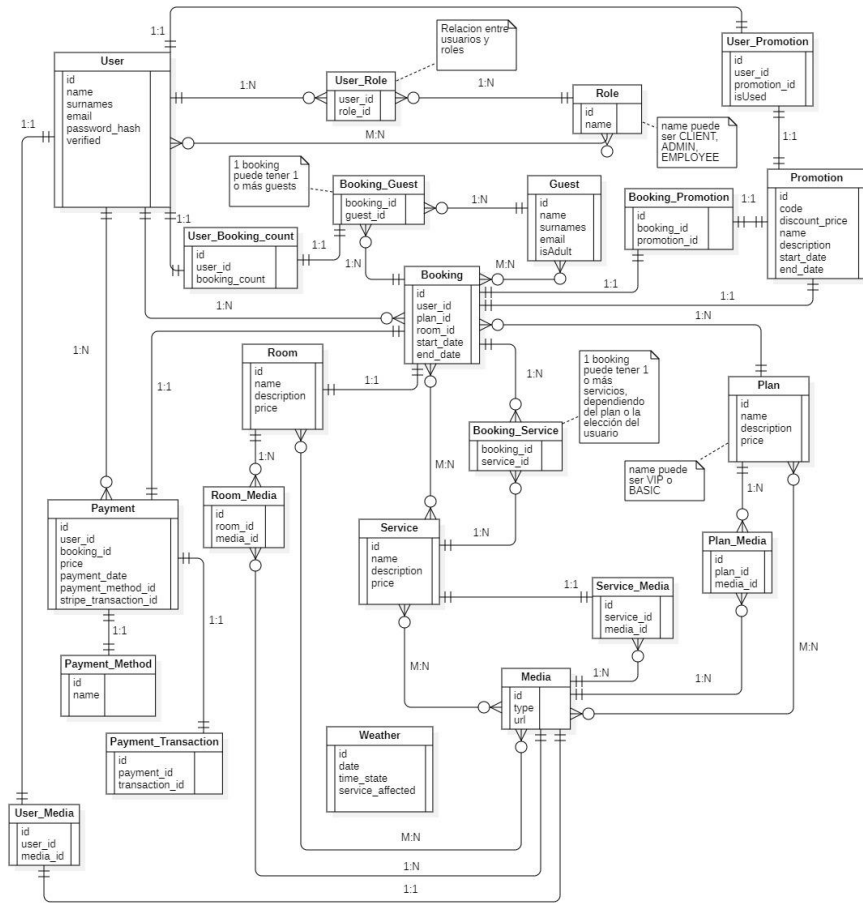 1:1
User_Promotion
id
user_id
promotion_id
isUsed
User
id
name
surnames
email
password_hash
verified
Relacion entre
usuarios y
roles
1:N
User_Role
user_id
role_id
1:N
Role
id
name
M:N
name puede
ser CLIENT,
ADMIN,
EMPLOYEE
1:1
1:1
1 booking
puede tener 1
o más guests
Booking_Guest
booking_id
guest_id
1:N
Guest
id
name
surnames
email
isAdult
Booking_Promotion
id
booking_id
promotion_id
1:1
Promotion
id
code
discount_price
name
description
start_date
end_date
1:1
User_Booking_count
id
user_id
booking_count
1:1
1:N
M:N
1:1
1:1
Booking
id
user_id
plan_id
room_id
start_date
end_date
1:N
1:N
1:N
Room
id
name
description
price
1:1
1:1
1:N
1 booking
puede tener 1
o más
servicios,
dependiendo
del plan o la
elección del
usuario
Plan
id
name
description
price
Booking_Service
booking_id
service_id
name puede
ser VIP o
BASIC
M:N
1:N
1:N
Room_Media
id
room_id
media_id
Payment
id
user_id
booking_id
price
payment_date
payment_method_id
stripe_transaction_id
Service
id
name
description
price
Plan_Media
id
plan_id
media_id
1:1
Service_Media
id
service_id
media_id
1:1
1:1
Payment_Method
id
name
M:N
1:N
1:N
M:N
Media
id
type
url
Payment_Transaction
id
payment_id
transaction_id
Weather
id
date
time_state
service_affected
User_Media
id
user_id
media_id
M:N
1:N
1:1